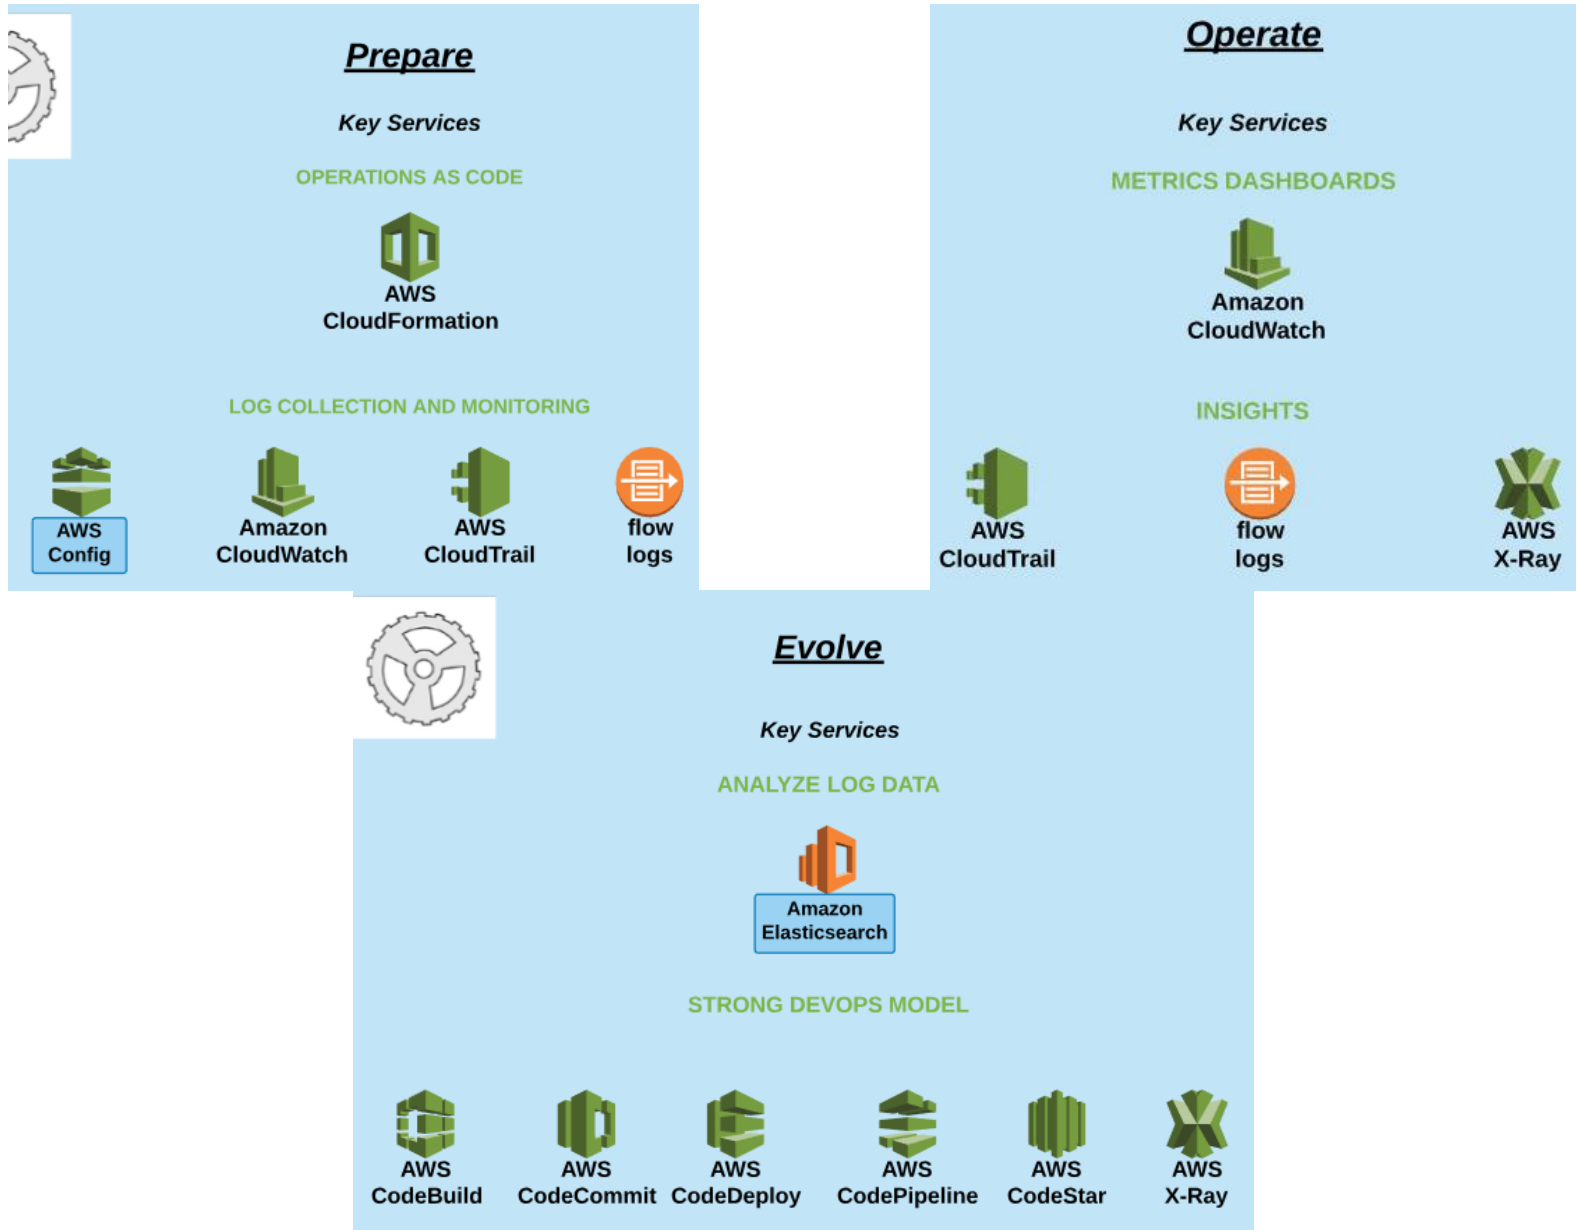 Prepare
Key Services
OPERATIONS AS CODE
AWS
CloudFormation
LOG COLLECTION AND MONITORING
AWS
Config
Amazon
CloudWatch
AWS
CloudTrail
flow
logs
Operate
Key Services
METRICS DASHBOARDS
Amazon
CloudWatch
INSIGHTS
AWS
CloudTrail
flow
logs
AWS
X-Ray
Evolve
Key Services
ANALYZE LOG DATA
Amazon
Elasticsearch
STRONG DEVOPS MODEL
AWS
CodeBuild
AWS
CodeCommit
AWS
CodeDeploy
AWS
CodePipeline
AWS
CodeStar
AWS
X-Ray